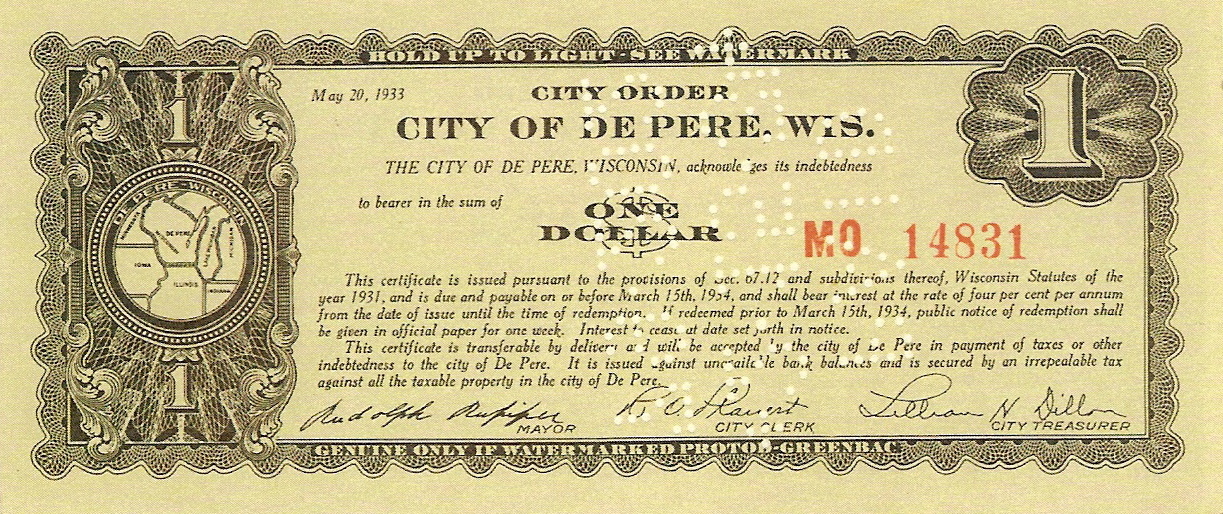 HOLD UP TO LIGHT - SEE WATERMARK
1
May 20, 1933
CITY ORDER
1
CITY OF DE PERE, WIS.
THE CITY OF DE PERE, WISCONSIN, acknowledges its indebtedness
to bearer in the sum of
ONE
DOLLAR
MO 14831
DE PERE WISCONSIN
DE PERE
LAKE MICHIGAN
MICHIGAN
IOWA
ILLINOIS
INDIANA
This certificate is issued pursuant to the provisions of Sec. 67.12 and subdivisions thereof, Wisconsin Statutes of the
year 1931, and is due and payable on or before March 15th, 1934, and shall bear interest at the rate of four per cent per annum
from the date of issue until the time of redemption. If redeemed prior to March 15th, 1934, public notice of redemption shall
be given in official paper for one week. Interest to cease at date set forth in notice.
This certificate is transferable by delivery and will be accepted by the city of De Pere in payment of taxes or other
indebtedness to the city of De Pere. It is issued against unavailable bank balances and is secured by an irrepealable tax
against all the taxable property in the city of De Pere.
1
Rudolph
MAYOR
CITY CLERK
Lillian H Dillon
CITY TREASURER
GENUINE ONLY IF WATERMARKED PROTOD-GREENBAC